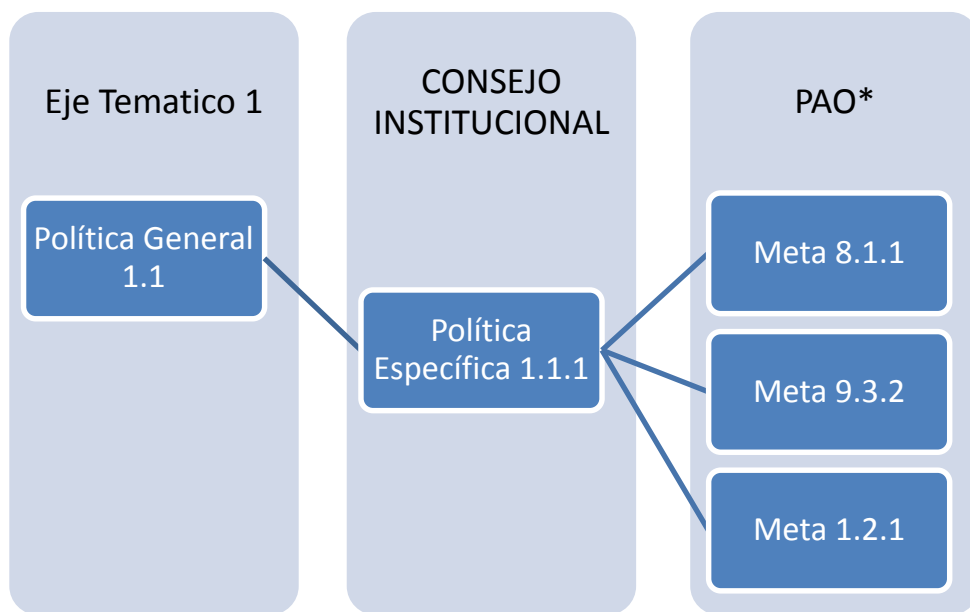 Eje Tematico 1
Política General
1.1
CONSEJO
INSTITUCIONAL
Política
Específica 1.1.1
PAO*
Meta 8.1.1
Meta 9.3.2
Meta 1.2.1